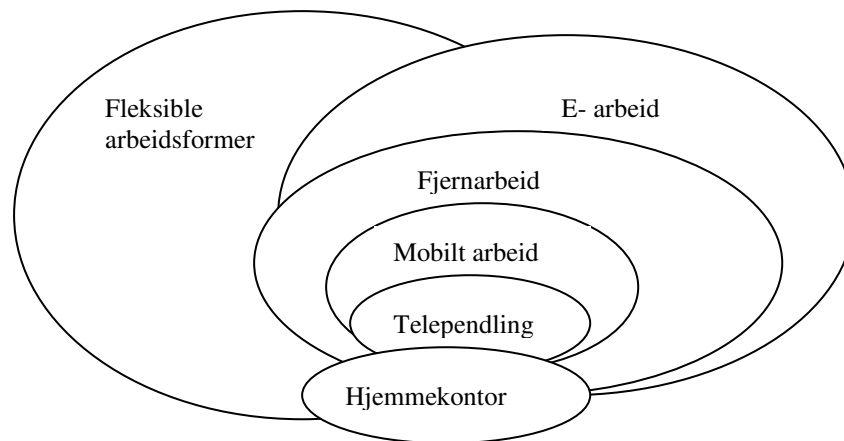 Fleksible
arbeidsformer
E- arbeid
Fjernarbeid
Mobilt arbeid
Telependling
Hjemmekontor